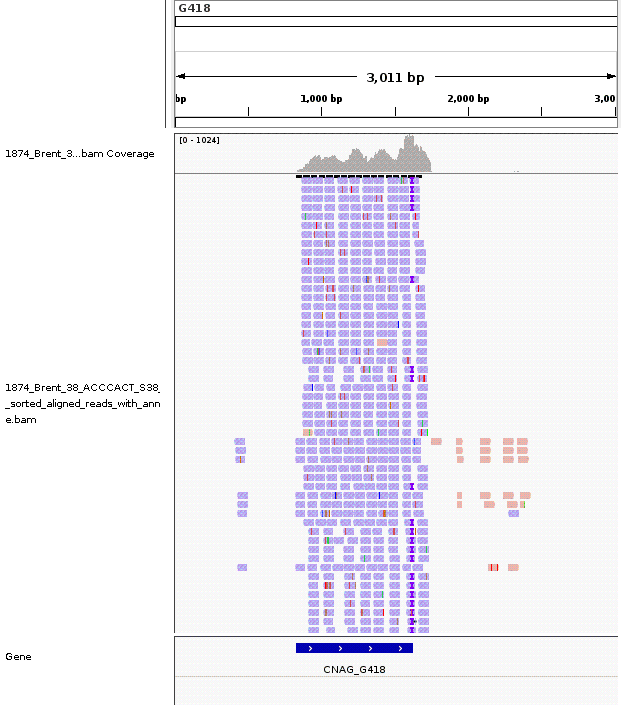 G418
3,011 bp
bp 1,000 bp 2,000 bp 3,00
[0 - 1024]
1874_Brent_3...bam Coverage
1874_Brent_38_ACCCACT_S38_
_sorted_aligned_reads_with_ann
e.bam
Gene
CNAG_G418